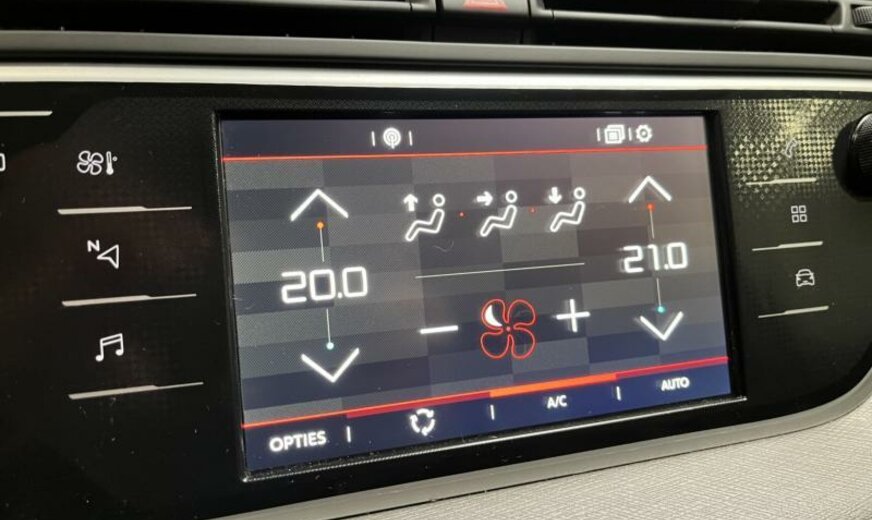 N
20.0
21.0
OPTIES
A/C
AUTO